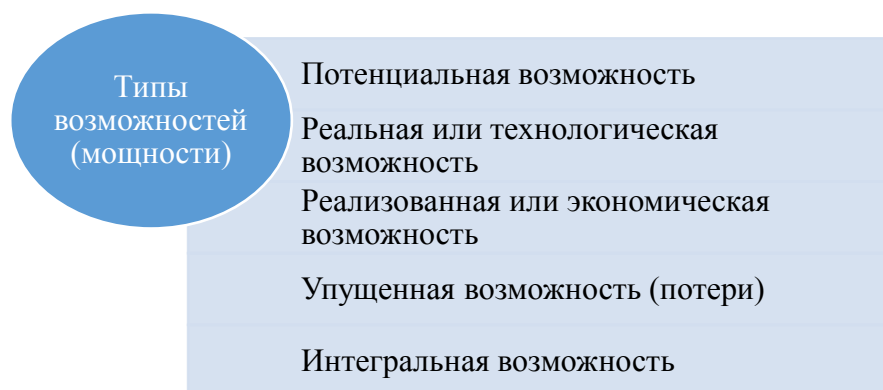 Типы
возможностей
(мощности)
Потенциальная возможность
Реальная или технологическая
возможность
Реализованная или экономическая
возможность
Упущенная возможность (потери)
Интегральная возможность